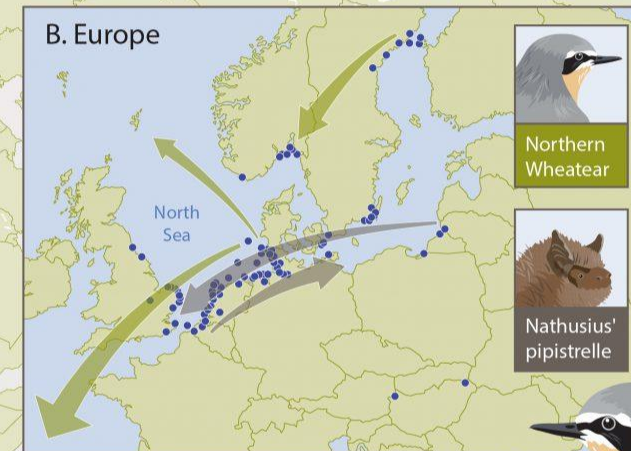 B. Europe
North
Sea
Northern
Wheatear
Nathusius'
pipistrelle